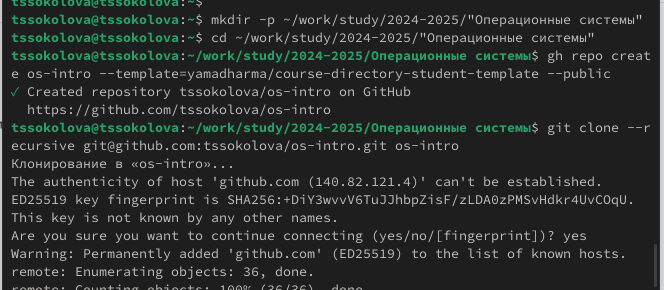 tssokolova@tssokolova:~$
tssokolova@tssokolova:~$ mkdir -p ~/work/study/2024-2025/"Операционные системы"
tssokolova@tssokolova:~$ cd ~/work/study/2024-2025/"Операционные системы"
tssokolova@tssokolova:~/work/study/2024-2025/Операционные системы$ gh repo creat
e os-intro --template=yamadharma/course-directory-student-template --public
✓ Created repository tssokolova/os-intro on GitHub
https://github.com/tssokolova/os-intro
tssokolova@tssokolova:~/work/study/2024-2025/Операционные системы$ git clone --r
ecursive git@github.com:tssokolova/os-intro.git os-intro
Клонирование в «os-intro»...
The authenticity of host 'github.com (140.82.121.4)' can't be established.
ED25519 key fingerprint is SHA256:+DiY3wvvV6TuJJhbpZisF/zLDA0zPMSvHdkr4UvCOqU.
This key is not known by any other names.
Are you sure you want to continue connecting (yes/no/[fingerprint])? yes
Warning: Permanently added 'github.com' (ED25519) to the list of known hosts.
remote: Enumerating objects: 36, done.
remote: Counting objects: 100% (36/36), done.